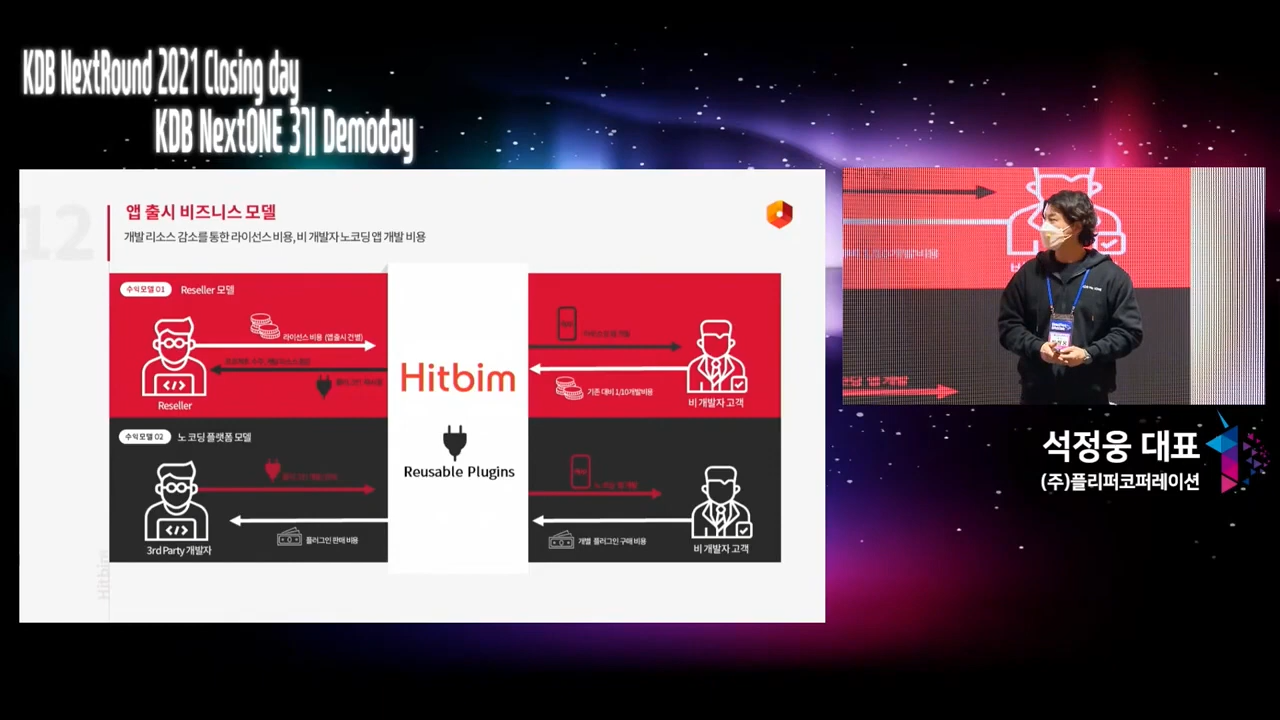 KDB NextRound 2021 Closing day
KDB NextONE 3기 Demoday
12
앱 출시 비즈니스 모델
개발 리소스 감소를 통한 라이선스 비용, 비 개발자 노코딩 앱 개발 비용
수익모델 01
Reseller 모델
라이선스 비용 (앱출시 건별)
Reseller
Hitbim
Reusable Plugins
기존 대비 1/10개발비용
비 개발자 고객
수익모델 02
노 코딩 플랫폼 모델
3rd Party 개발자
플러그인 판매 비용
개별 플러그인 구매 비용
비 개발자 고객
Hitbim
석정웅 대표
(주)플리퍼코퍼레이션